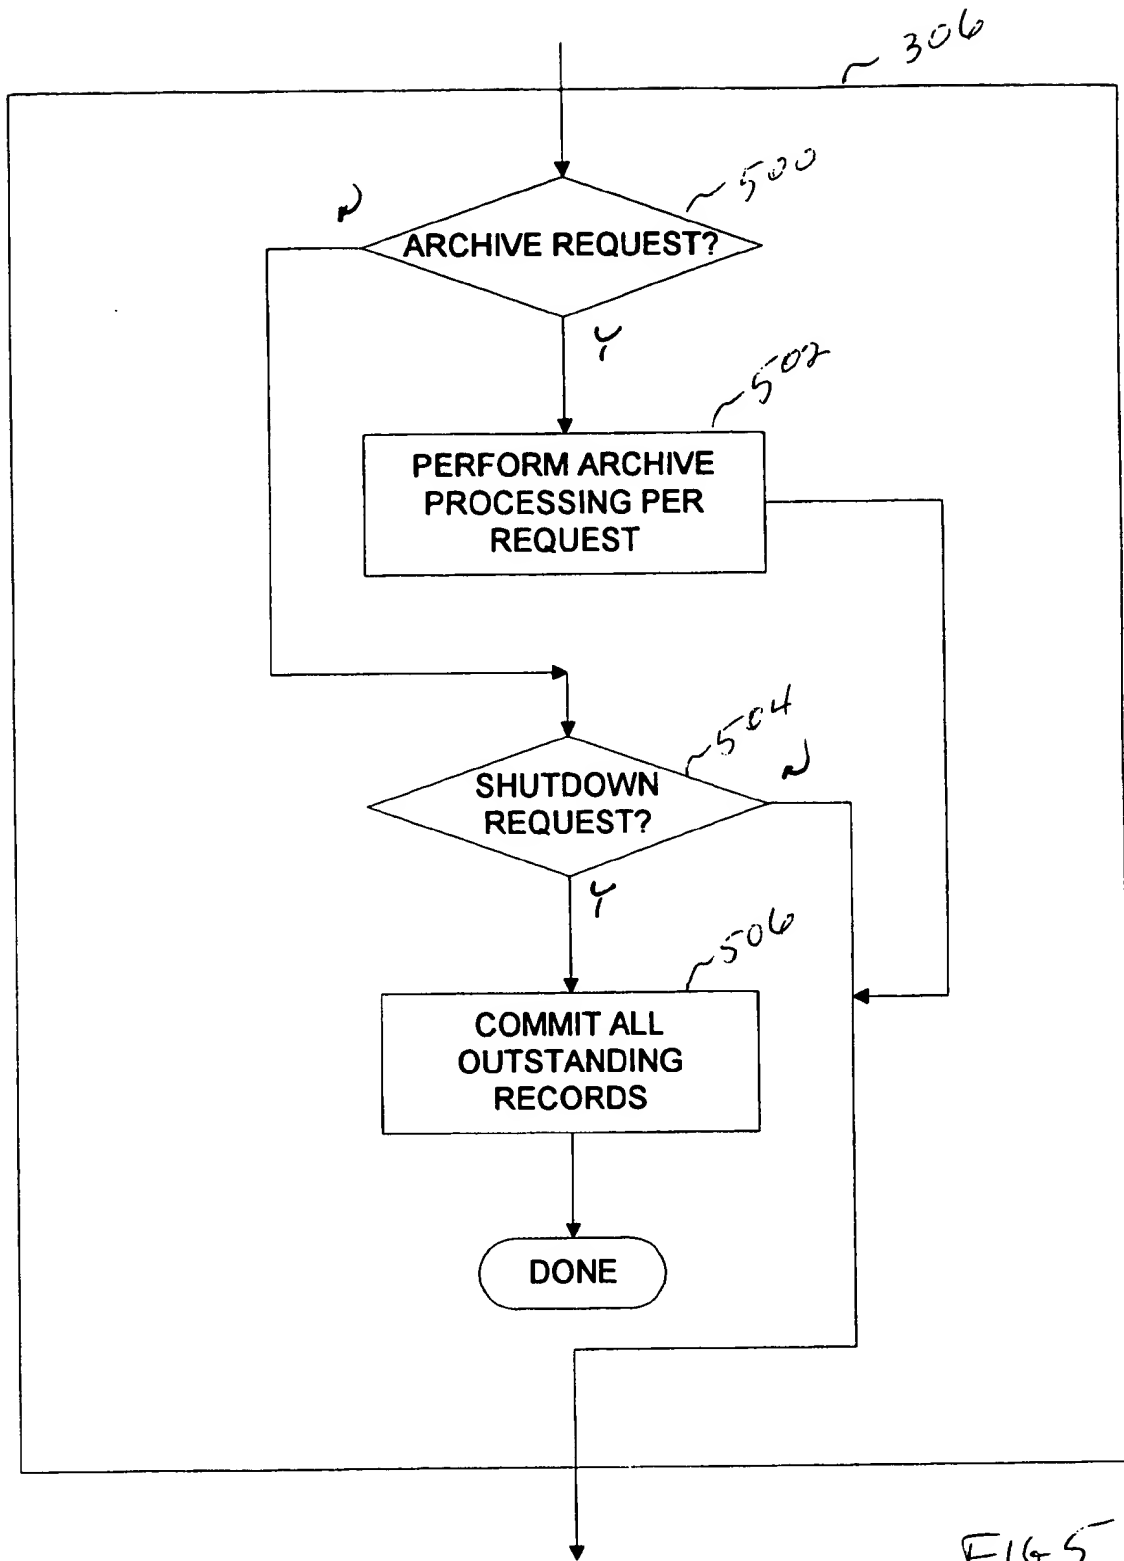 306
500
N
ARCHIVE REQUEST?
Y
502
PERFORM ARCHIVE
PROCESSING PER
REQUEST
504
N
SHUTDOWN
REQUEST?
Y
506
COMMIT ALL
OUTSTANDING
RECORDS
DONE
FIG 5